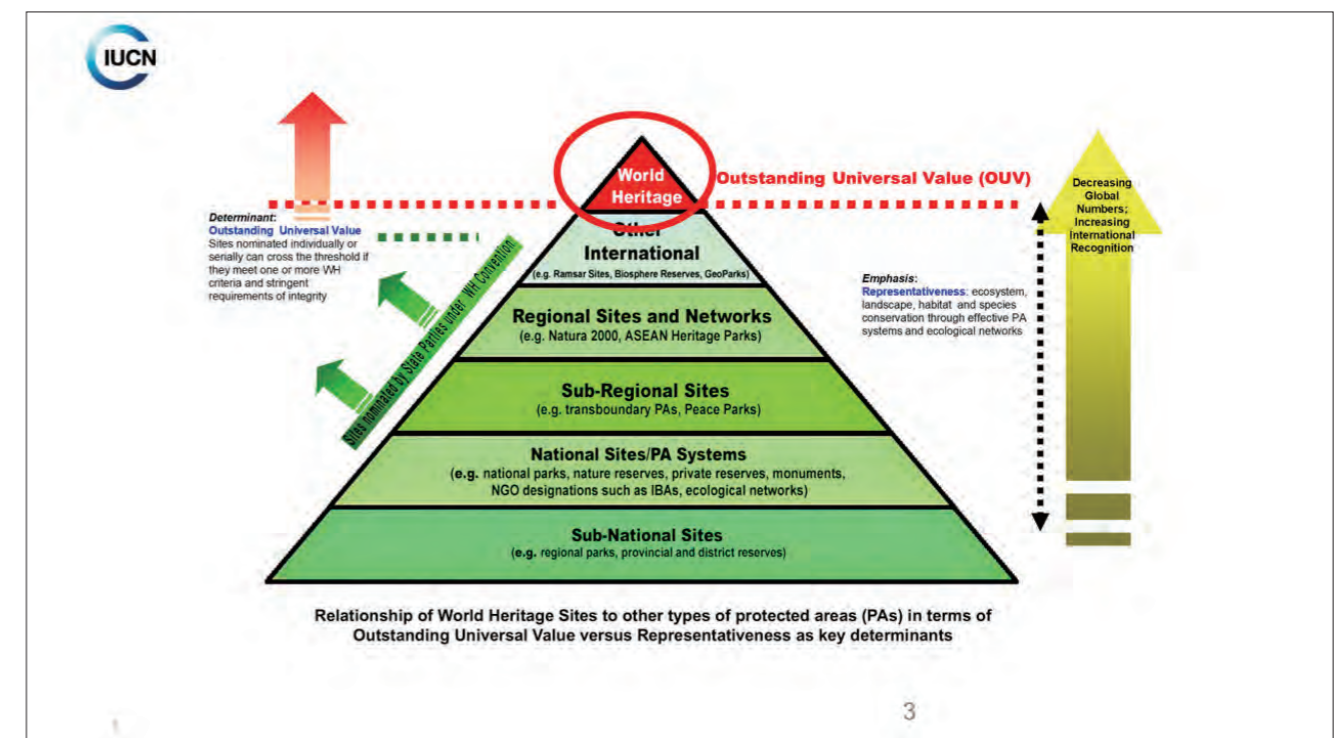 IUCN
World
Heritage
Outstanding Universal Value (OUV)
Decreasing
Global
Numbers;
Increasing
International
Recognition
Determinant:
Outstanding Universal Value
Sites nominated individually or
serially can cross the threshold if
they meet one or more WH
criteria and stringent
requirements of integrity
Sites nominated by State Parties under WH Convention
Other
International
(e.g. Ramsar Sites, Biosphere Reserves, GeoParks)
Emphasis:
Representativeness: ecosystem,
landscape, habitat and species
conservation through effective PA
systems and ecological networks
Regional Sites and Networks
(e.g. Natura 2000, ASEAN Heritage Parks)
Sub-Regional Sites
(e.g. transboundary PAs, Peace Parks)
National Sites/PA Systems
(e.g. national parks, nature reserves, private reserves, monuments,
NGO designations such as IBAs, ecological networks)
Sub-National Sites
(e.g. regional parks, provincial and district reserves)
Relationship of World Heritage Sites to other types of protected areas (PAs) in terms of
Outstanding Universal Value versus Representativeness as key determinants
3